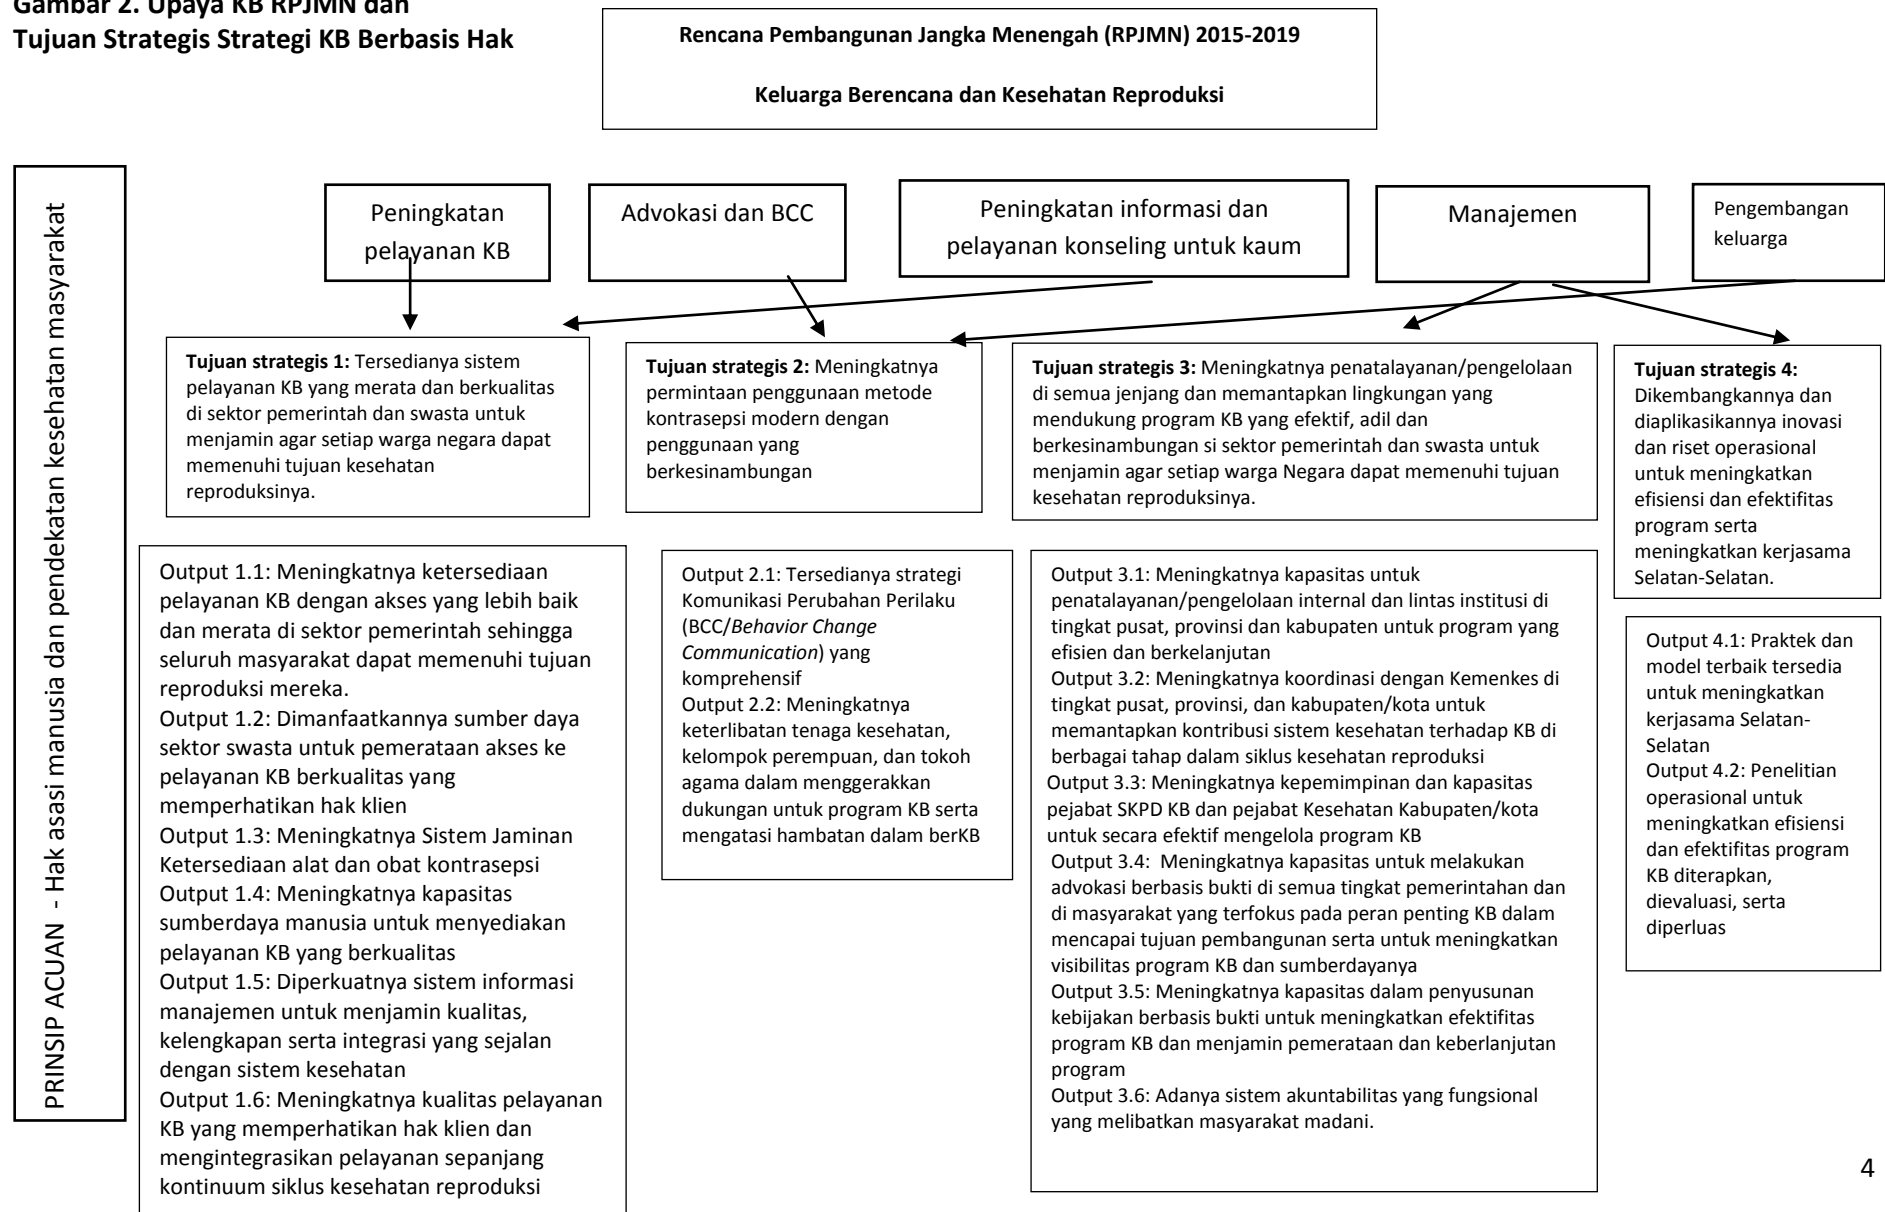 Gambar 2. Upaya KB RPJMN dan
Tujuan Strategis Strategi KB Berbasis Hak
Rencana Pembangunan Jangka Menengah (RPJMN) 2015-2019
Keluarga Berencana dan Kesehatan Reproduksi
PRINSIP ACUAN - Hak asasi manusia dan pendekatan kesehatan masyarakat
Peningkatan
pelayanan KB
Advokasi dan BCC
Peningkatan informasi dan
pelayanan konseling untuk kaum
Manajemen
Pengembangan
keluarga
Tujuan strategis 1: Tersedianya sistem
pelayanan KB yang merata dan berkualitas
di sektor pemerintah dan swasta untuk
menjamin agar setiap warga negara dapat
memenuhi tujuan kesehatan
reproduksinya.
Tujuan strategis 2: Meningkatnya
permintaan penggunaan metode
kontrasepsi modern dengan
penggunaan yang
berkesinambungan
Tujuan strategis 3: Meningkatnya penatalayanan/pengelolaan
di semua jenjang dan memantapkan lingkungan yang
mendukung program KB yang efektif, adil dan
berkesinambungan si sektor pemerintah dan swasta untuk
menjamin agar setiap warga Negara dapat memenuhi tujuan
kesehatan reproduksinya.
Tujuan strategis 4:
Dikembangkannya dan
diaplikasikannya inovasi
dan riset operasional
untuk meningkatkan
efisiensi dan efektifitas
program serta
meningkatkan kerjasama
Selatan-Selatan.
Output 1.1: Meningkatnya ketersediaan
pelayanan KB dengan akses yang lebih baik
dan merata di sektor pemerintah sehingga
seluruh masyarakat dapat memenuhi tujuan
reproduksi mereka.
Output 1.2: Dimanfaatkannya sumber daya
sektor swasta untuk pemerataan akses ke
pelayanan KB berkualitas yang
memperhatikan hak klien
Output 1.3: Meningkatnya Sistem Jaminan
Ketersediaan alat dan obat kontrasepsi
Output 1.4: Meningkatnya kapasitas
sumberdaya manusia untuk menyediakan
pelayanan KB yang berkualitas
Output 1.5: Diperkuatnya sistem informasi
manajemen untuk menjamin kualitas,
kelengkapan serta integrasi yang sejalan
dengan sistem kesehatan
Output 1.6: Meningkatnya kualitas pelayanan
KB yang memperhatikan hak klien dan
mengintegrasikan pelayanan sepanjang
kontinuum siklus kesehatan reproduksi
Output 2.1: Tersedianya strategi
Komunikasi Perubahan Perilaku
(BCC/Behavior Change
Communication) yang
komprehensif
Output 2.2: Meningkatnya
keterlibatan tenaga kesehatan,
kelompok perempuan, dan tokoh
agama dalam menggerakkan
dukungan untuk program KB serta
mengatasi hambatan dalam berKB
Output 3.1: Meningkatnya kapasitas untuk
penatalayanan/pengelolaan internal dan lintas institusi di
tingkat pusat, provinsi dan kabupaten untuk program yang
efisien dan berkelanjutan
Output 3.2: Meningkatnya koordinasi dengan Kemenkes di
tingkat pusat, provinsi, dan kabupaten/kota untuk
memantapkan kontribusi sistem kesehatan terhadap KB di
berbagai tahap dalam siklus kesehatan reproduksi
Output 3.3: Meningkatnya kepemimpinan dan kapasitas
pejabat SKPD KB dan pejabat Kesehatan Kabupaten/kota
untuk secara efektif mengelola program KB
Output 3.4: Meningkatnya kapasitas untuk melakukan
advokasi berbasis bukti di semua tingkat pemerintahan dan
di masyarakat yang terfokus pada peran penting KB dalam
mencapai tujuan pembangunan serta untuk meningkatkan
visibilitas program KB dan sumberdayanya
Output 3.5: Meningkatnya kapasitas dalam penyusunan
kebijakan berbasis bukti untuk meningkatkan efektifitas
program KB dan menjamin pemerataan dan keberlanjutan
program
Output 3.6: Adanya sistem akuntabilitas yang fungsional
yang melibatkan masyarakat madani.
Output 4.1: Praktek dan
model terbaik tersedia
untuk meningkatkan
kerjasama Selatan-
Selatan
Output 4.2: Penelitian
operasional untuk
meningkatkan efisiensi
dan efektifitas program
KB diterapkan,
dievaluasi, serta
diperluas
4